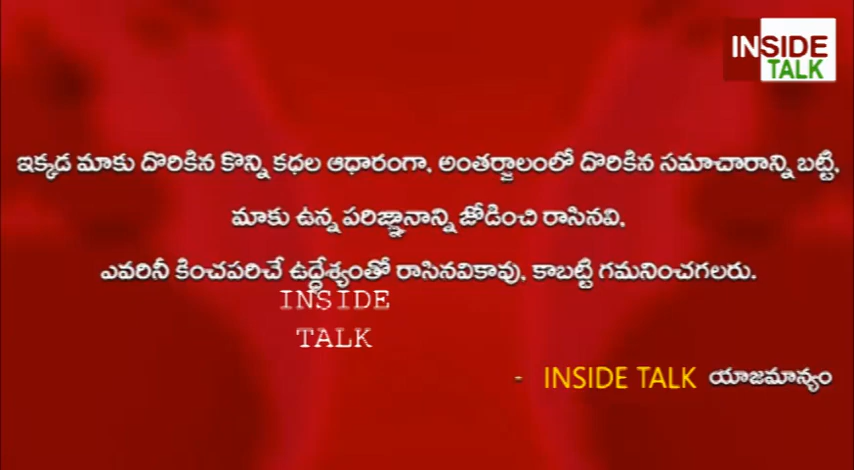 INSIDE
TALK
ఇక్కడ మాకు దొరికిన కొన్ని కధల ఆధారంగా, అంతర్జాలంలో దొరికిన సమాచారాన్ని బట్టి,
మాకు ఉన్న పరిజ్ఞానాన్ని జోడించి రాసినవి,
ఎవరినీ కించపరిచే ఉద్ధేశ్యంతో రాసినవికావు, కాబట్టి గమనించగలరు.
INSIDE
TALK
- INSIDE TALK యాజమాన్యం